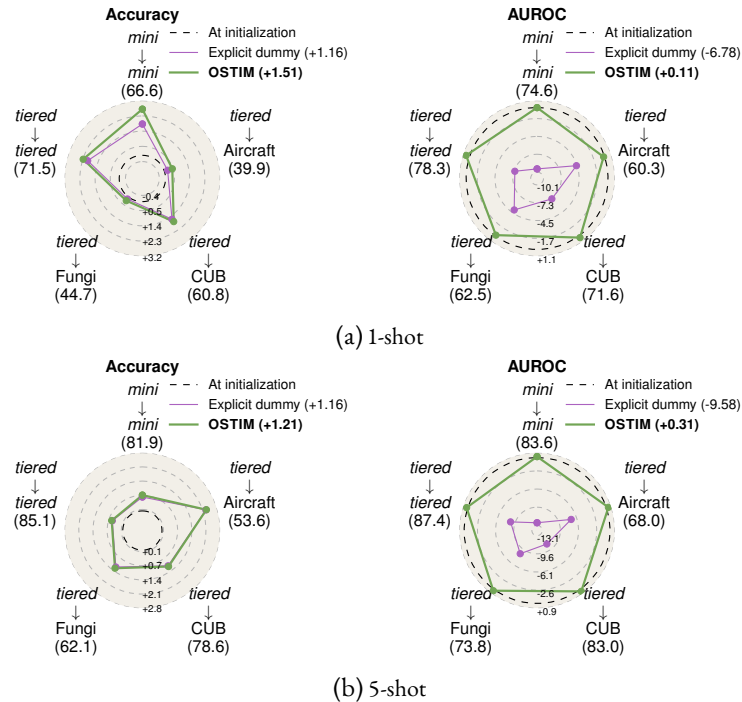 Accuracy
mini
↓
mini
(66.6)
At initialization
Explicit dummy (+1.16)
OSTIM (+1.51)
tiered
↓
tiered
(71.5)
tiered
↓
Aircraft
(39.9)
-0.4
+0.5
+1.4
+2.3
+3.2
tiered
↓
Fungi
(44.7)
tiered
↓
CUB
(60.8)
AUROC
mini
↓
mini
(74.6)
At initialization
Explicit dummy (-6.78)
OSTIM (+0.11)
tiered
↓
tiered
(78.3)
tiered
↓
Aircraft
(60.3)
-10.1
-7.3
-4.5
-1.7
+1.1
tiered
↓
Fungi
(62.5)
tiered
↓
CUB
(71.6)
(a) 1-shot
Accuracy
mini
↓
mini
(81.9)
At initialization
Explicit dummy (+1.16)
OSTIM (+1.21)
tiered
↓
tiered
(85.1)
tiered
↓
Aircraft
(53.6)
+0.1
+0.7
+1.4
+2.1
+2.8
tiered
↓
Fungi
(62.1)
tiered
↓
CUB
(78.6)
AUROC
mini
↓
mini
(83.6)
At initialization
Explicit dummy (-9.58)
OSTIM (+0.31)
tiered
↓
tiered
(87.4)
tiered
↓
Aircraft
(68.0)
-13.1
-9.6
-6.1
-2.6
+0.9
tiered
↓
Fungi
(73.8)
tiered
↓
CUB
(83.0)
(b) 5-shot